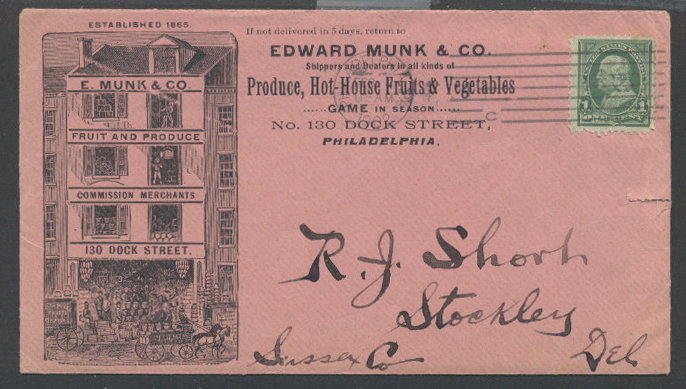 ESTABLISHED 1865.
E. MUNK & CO.
FRUIT AND PRODUCE
COMMISSION MERCHANTS
130 DOCK STREET.
If not delivered in 5 days, return to
EDWARD MUNK & CO.
Shippers and Dealers in all kinds of
Produce, Hot-House Fruits & Vegetables
GAME IN SEASON
No. 130 DOCK STREET,
PHILADELPHIA.
C
R. J. Short
Stockley
Sussex Co Del